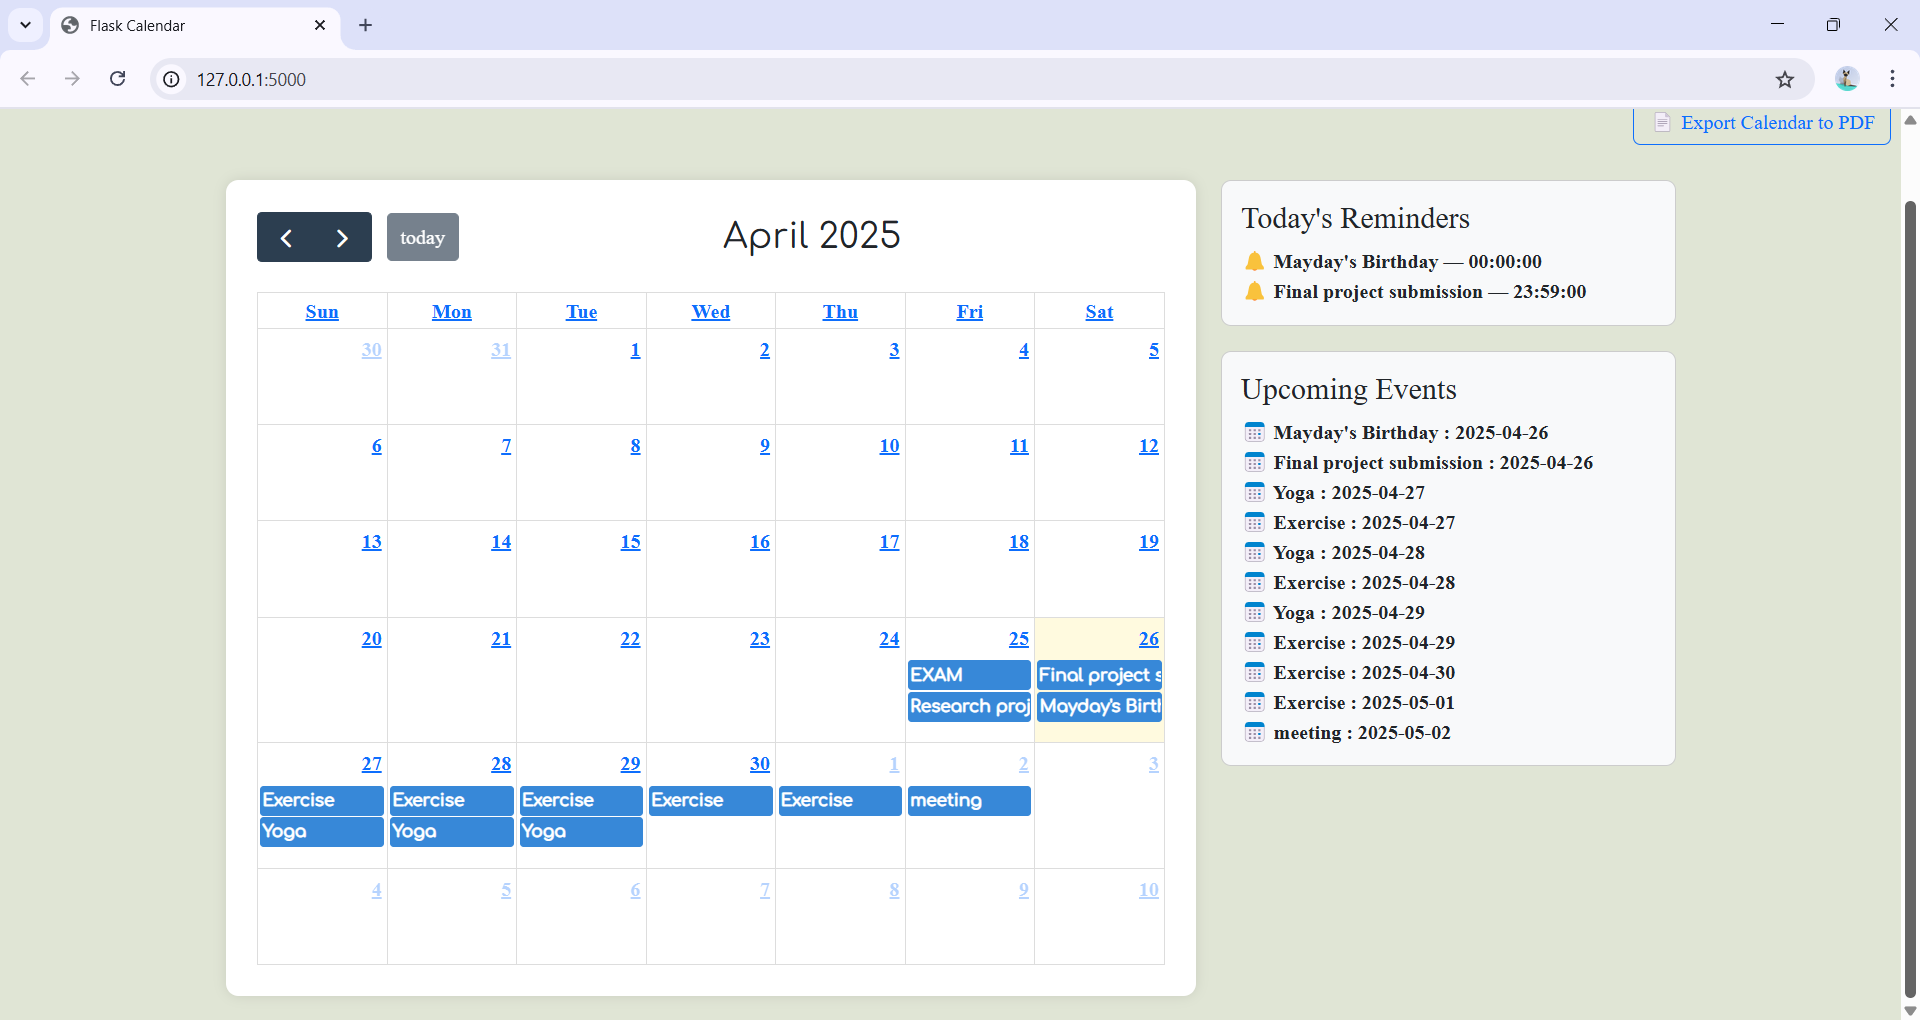 Flask Calendar
127.0.0.1:5000
Export Calendar to PDF
today
April 2025
Sun Mon Tue Wed Thu Fri Sat
30 31 1 2 3 4 5
6 7 8 9 10 11 12
13 14 15 16 17 18 19
20 21 22 23 24 25 26
EXAM Final project s
Research proj Mayday's Birth
27 28 29 30 1 2 3
Exercise Exercise Exercise Exercise Exercise meeting
Yoga Yoga Yoga
4 5 6 7 8 9 10
Today's Reminders
Mayday's Birthday — 00:00:00
Final project submission — 23:59:00
Upcoming Events
Mayday's Birthday : 2025-04-26
Final project submission : 2025-04-26
Yoga : 2025-04-27
Exercise : 2025-04-27
Yoga : 2025-04-28
Exercise : 2025-04-28
Yoga : 2025-04-29
Exercise : 2025-04-29
Exercise : 2025-04-30
Exercise : 2025-05-01
meeting : 2025-05-02